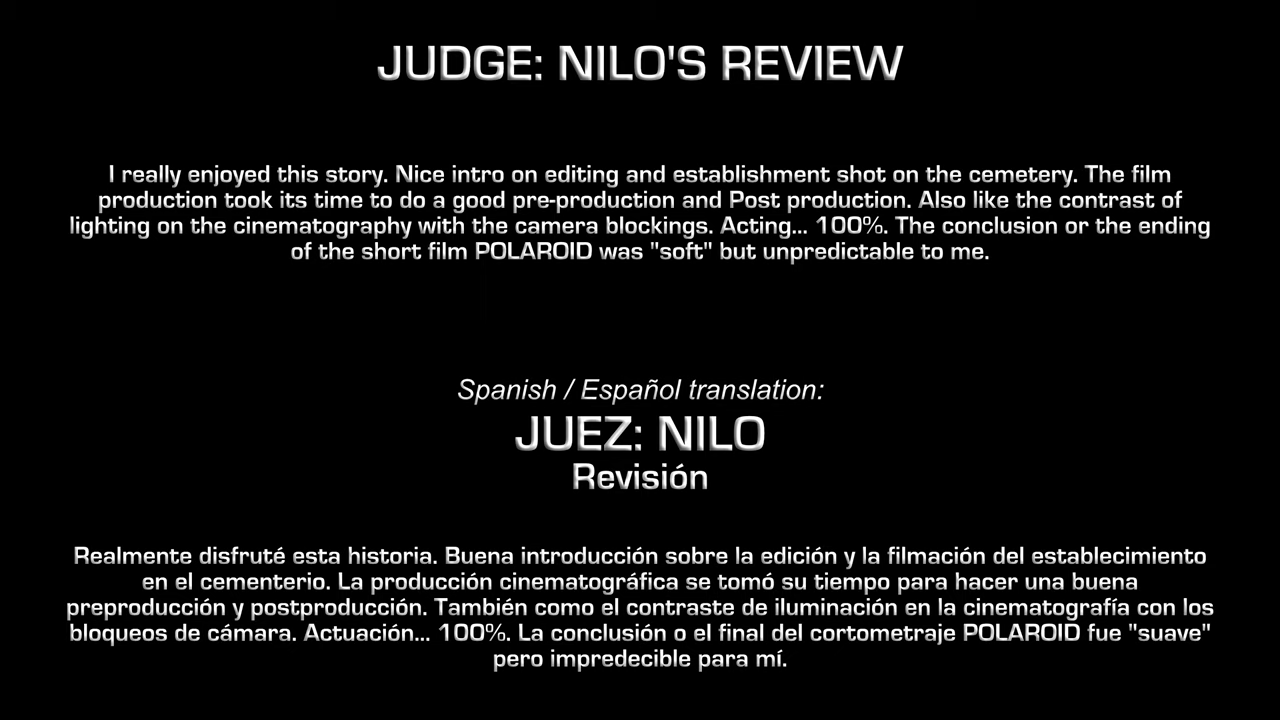 JUDGE: NILO'S REVIEW
I really enjoyed this story. Nice intro on editing and establishment shot on the cemetery. The film
production took its time to do a good pre-production and Post production. Also like the contrast of
lighting on the cinematography with the camera blockings. Acting... 100%. The conclusion or the ending
of the short film POLAROID was "soft" but unpredictable to me.
Spanish / Español translation:
JUEZ: NILO
Revisión
Realmente disfruté esta historia. Buena introducción sobre la edición y la filmación del establecimiento
en el cementerio. La producción cinematográfica se tomó su tiempo para hacer una buena
preproducción y postproducción. También como el contraste de iluminación en la cinematografía con los
bloqueos de cámara. Actuación... 100%. La conclusión o el final del cortometraje POLAROID fue "suave"
pero impredecible para mí.